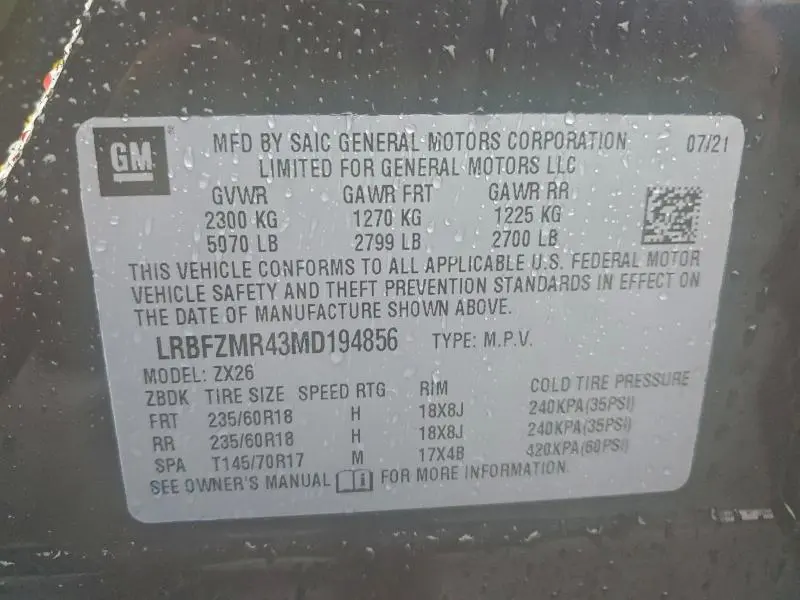 GM ® MFD BY SAIC GENERAL MOTORS CORPORATION 07/21
LIMITED FOR GENERAL MOTORS LLC
GVWR GAWR FRT GAWR RR
2300 KG 1270 KG 1225 KG
5070 LB 2799 LB 2700 LB
THIS VEHICLE CONFORMS TO ALL APPLICABLE U.S. FEDERAL MOTOR
VEHICLE SAFETY AND THEFT PREVENTION STANDARDS IN EFFECT ON
THE DATE OF MANUFACTURE SHOWN ABOVE.
LRBFZMR43MD194856 TYPE: M.P.V.
MODEL: ZX26
ZBDK TIRE SIZE SPEED RTG RIM COLD TIRE PRESSURE
FRT 235/60R18 H 18X8J 240KPA(35PSI)
RR 235/60R18 H 18X8J 240KPA(35PSI)
SPA T145/70R17 M 17X4B 420KPA(60PSI)
SEE OWNER'S MANUAL FOR MORE INFORMATION.